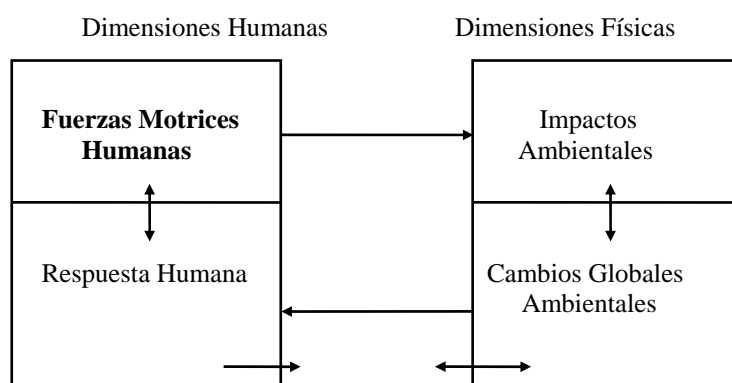 Dimensiones Humanas
Dimensiones Físicas
Fuerzas Motrices
Humanas
Impactos
Ambientales
Respuesta Humana
Cambios Globales
Ambientales